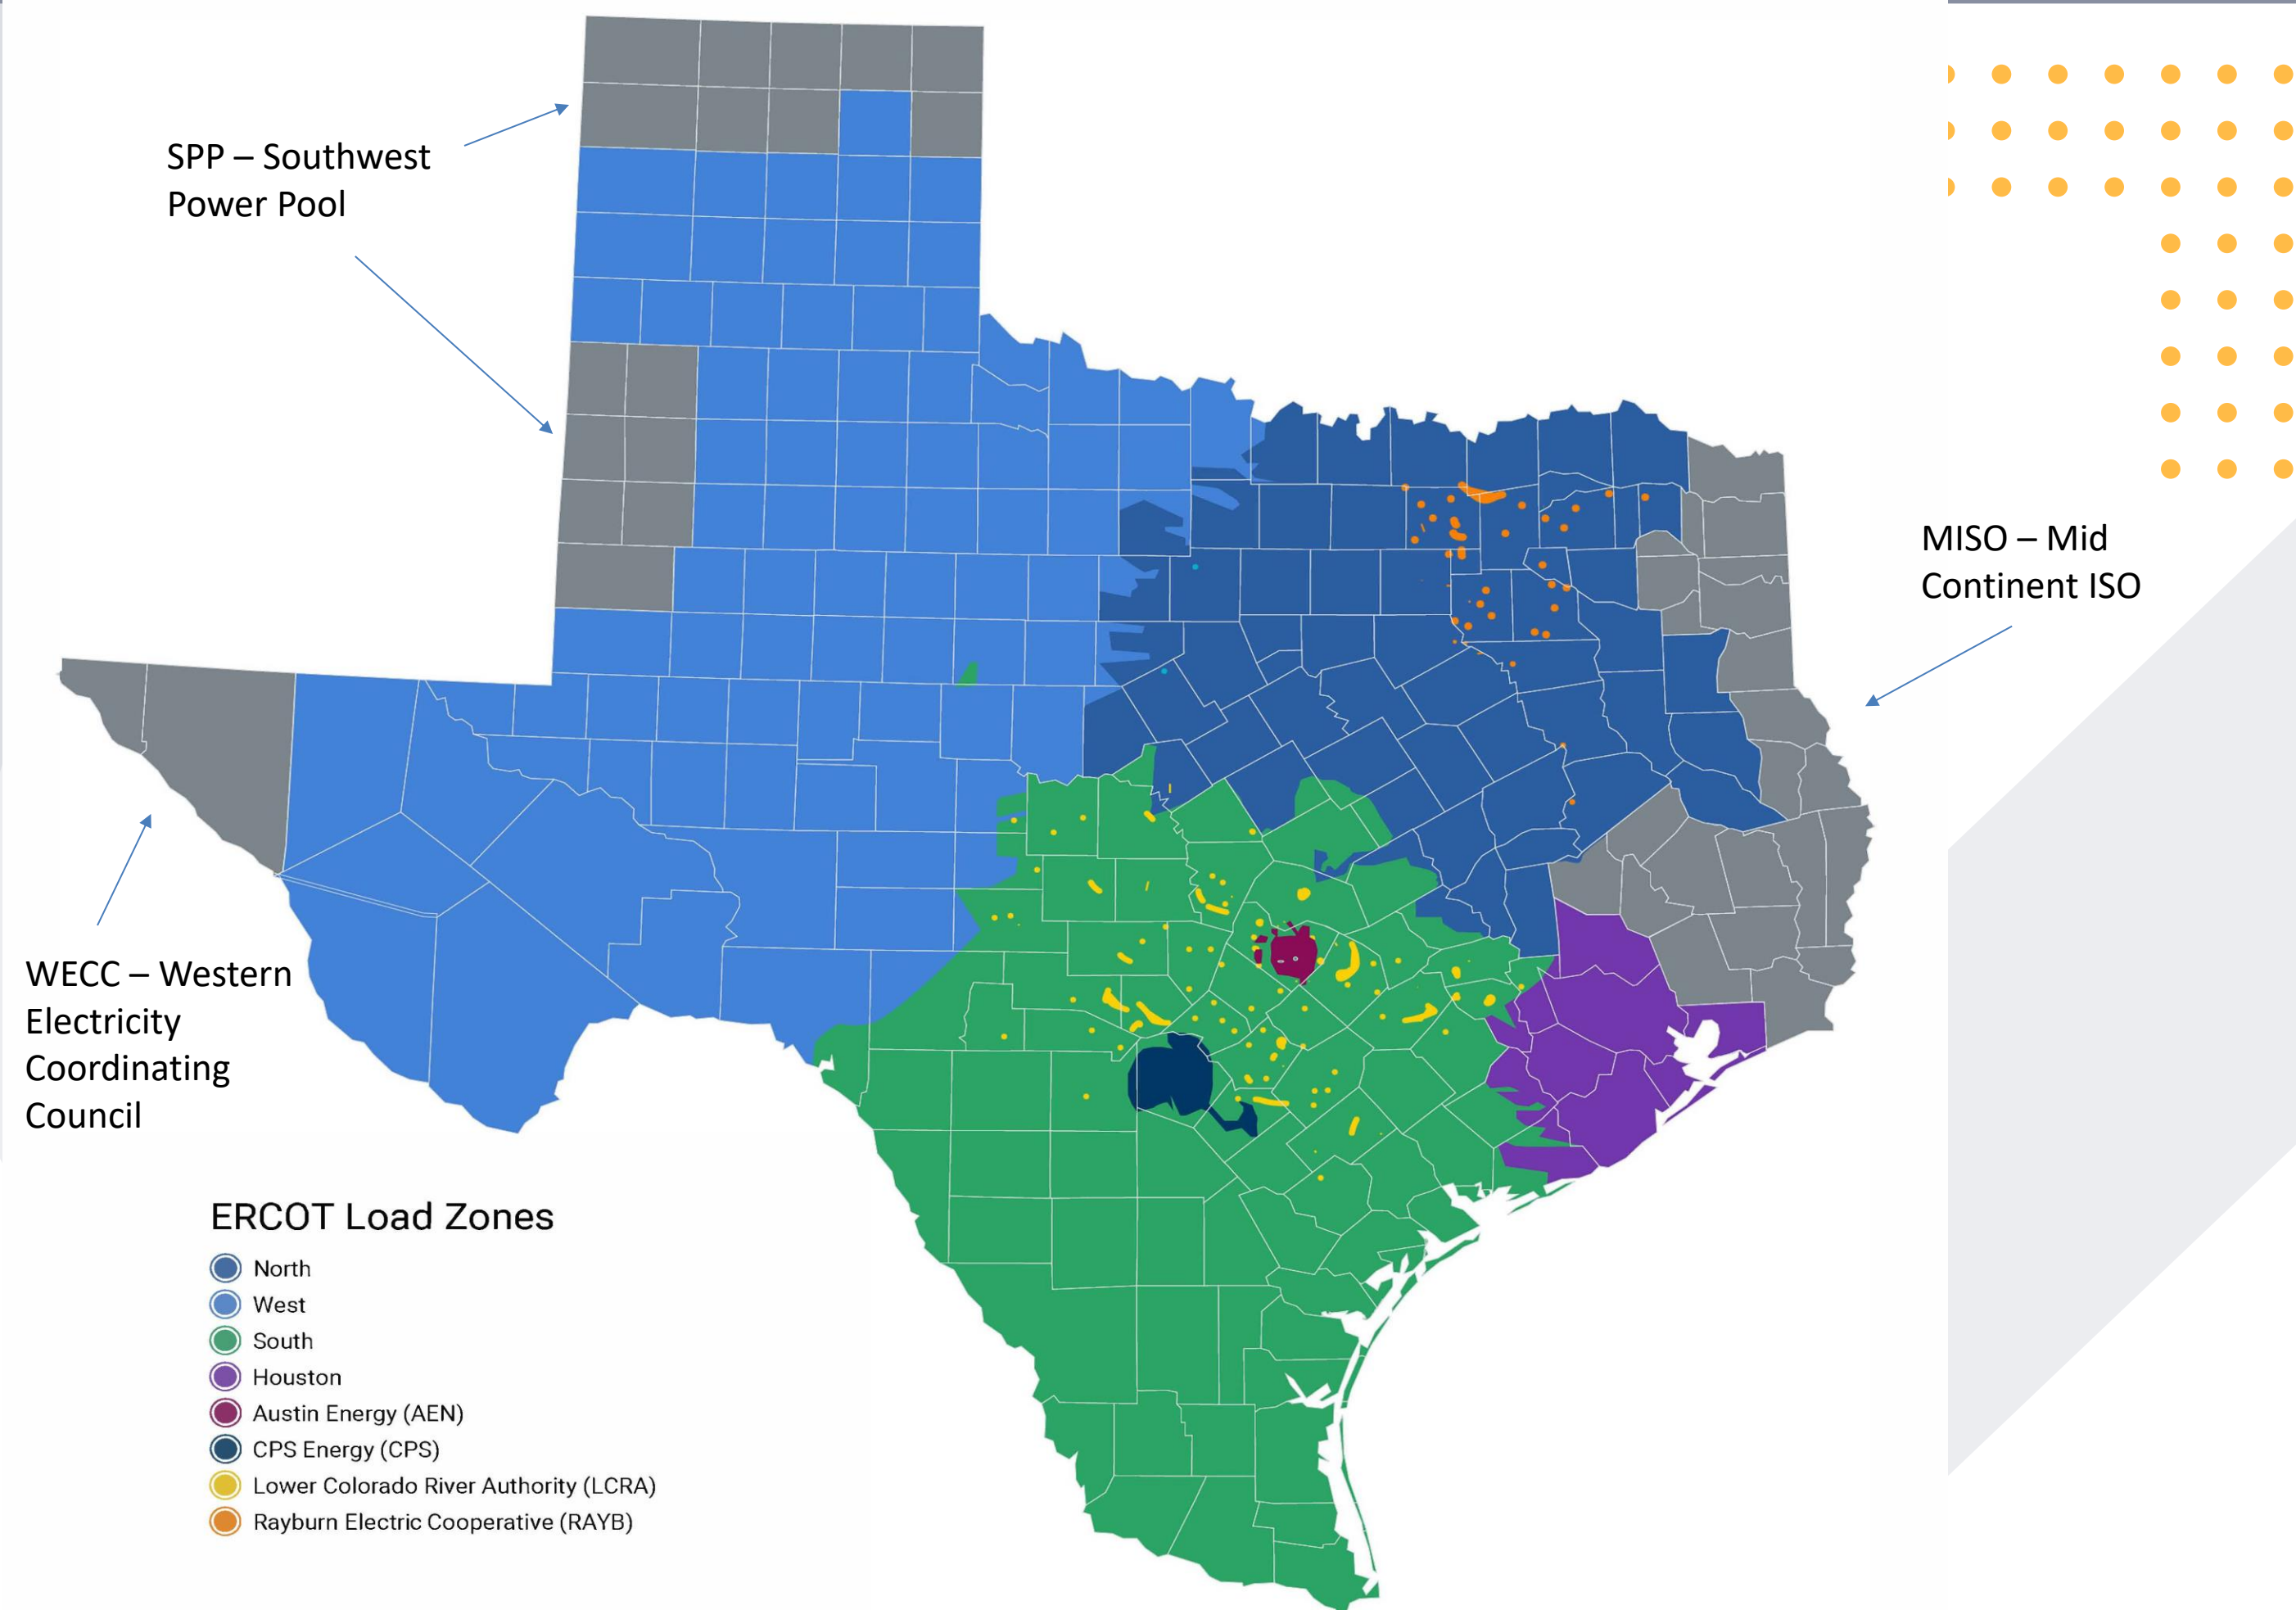 SPP – Southwest
Power Pool
MISO – Mid
Continent ISO
WECC – Western
Electricity
Coordinating
Council
ERCOT Load Zones
North
West
South
Houston
Austin Energy (AEN)
CPS Energy (CPS)
Lower Colorado River Authority (LCRA)
Rayburn Electric Cooperative (RAYB)